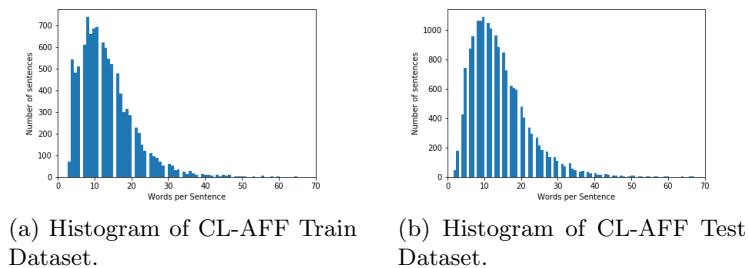 700
600
500
400
300
200
100
0
Number of sentences
0 10 20 30 40 50 60 70
Words per Sentence
(a) Histogram of CL-AFF Train
Dataset.
1000
800
600
400
200
0
Number of sentences
0 10 20 30 40 50 60 70
Words per Sentence
(b) Histogram of CL-AFF Test
Dataset.